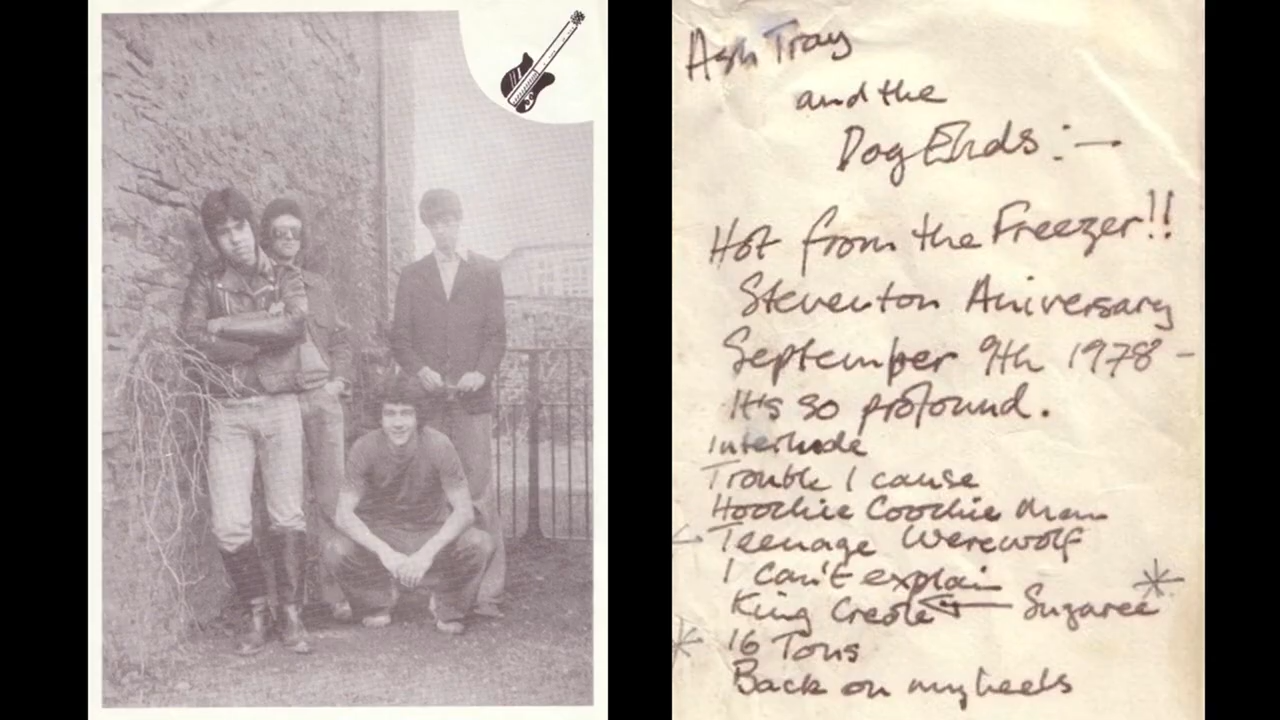 Ash Tray
and the
Dog Ends:—
Hot from the Freezer!!
Steventon Aniversary
September 9th 1978 -
It's so profound.
Interlude
Trouble I cause
Hoochie Coochie Man
Teenage Werewolf
I can't explain
King Creole ← Sugaree *
16 Tons
Back on my heels